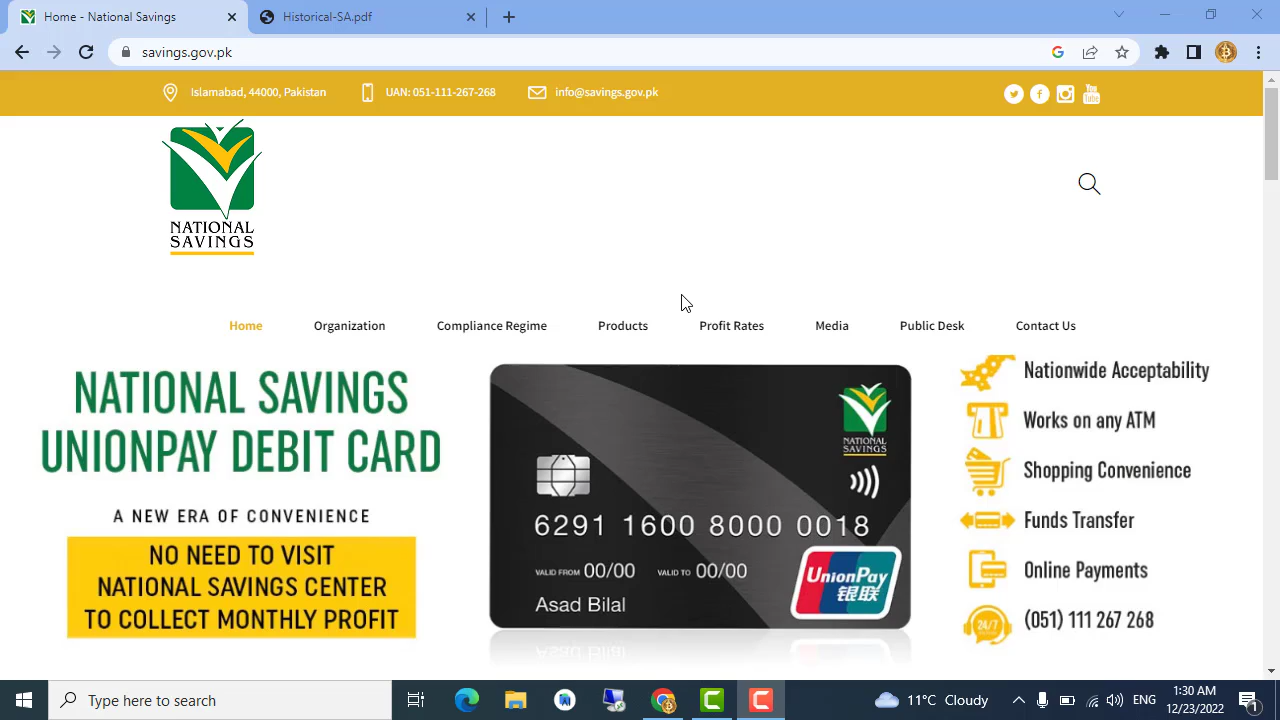 Home - National Savings
Historical-SA.pdf
savings.gov.pk
Islamabad, 44000, Pakistan
UAN: 051-111-267-268
info@savings.gov.pk
You
Tube
NATIONAL
SAVINGS
Home
Organization
Compliance Regime
Products
Profit Rates
Media
Public Desk
Contact Us
NATIONAL SAVINGS
UNIONPAY DEBIT CARD
A NEW ERA OF CONVENIENCE
NO NEED TO VISIT
NATIONAL SAVINGS CENTER
TO COLLECT MONTHLY PROFIT
NATIONAL
SAVINGS
6291 1600 8000 0018
VALID FROM 00/00 VALID TO 00/00
Asad Bilal
UnionPay
银联
Nationwide Acceptability
Works on any ATM
Shopping Convenience
Funds Transfer
Online Payments
24/7
(051) 111 267 268
Type here to search
11°C Cloudy
ENG
1:30 AM
12/23/2022
1